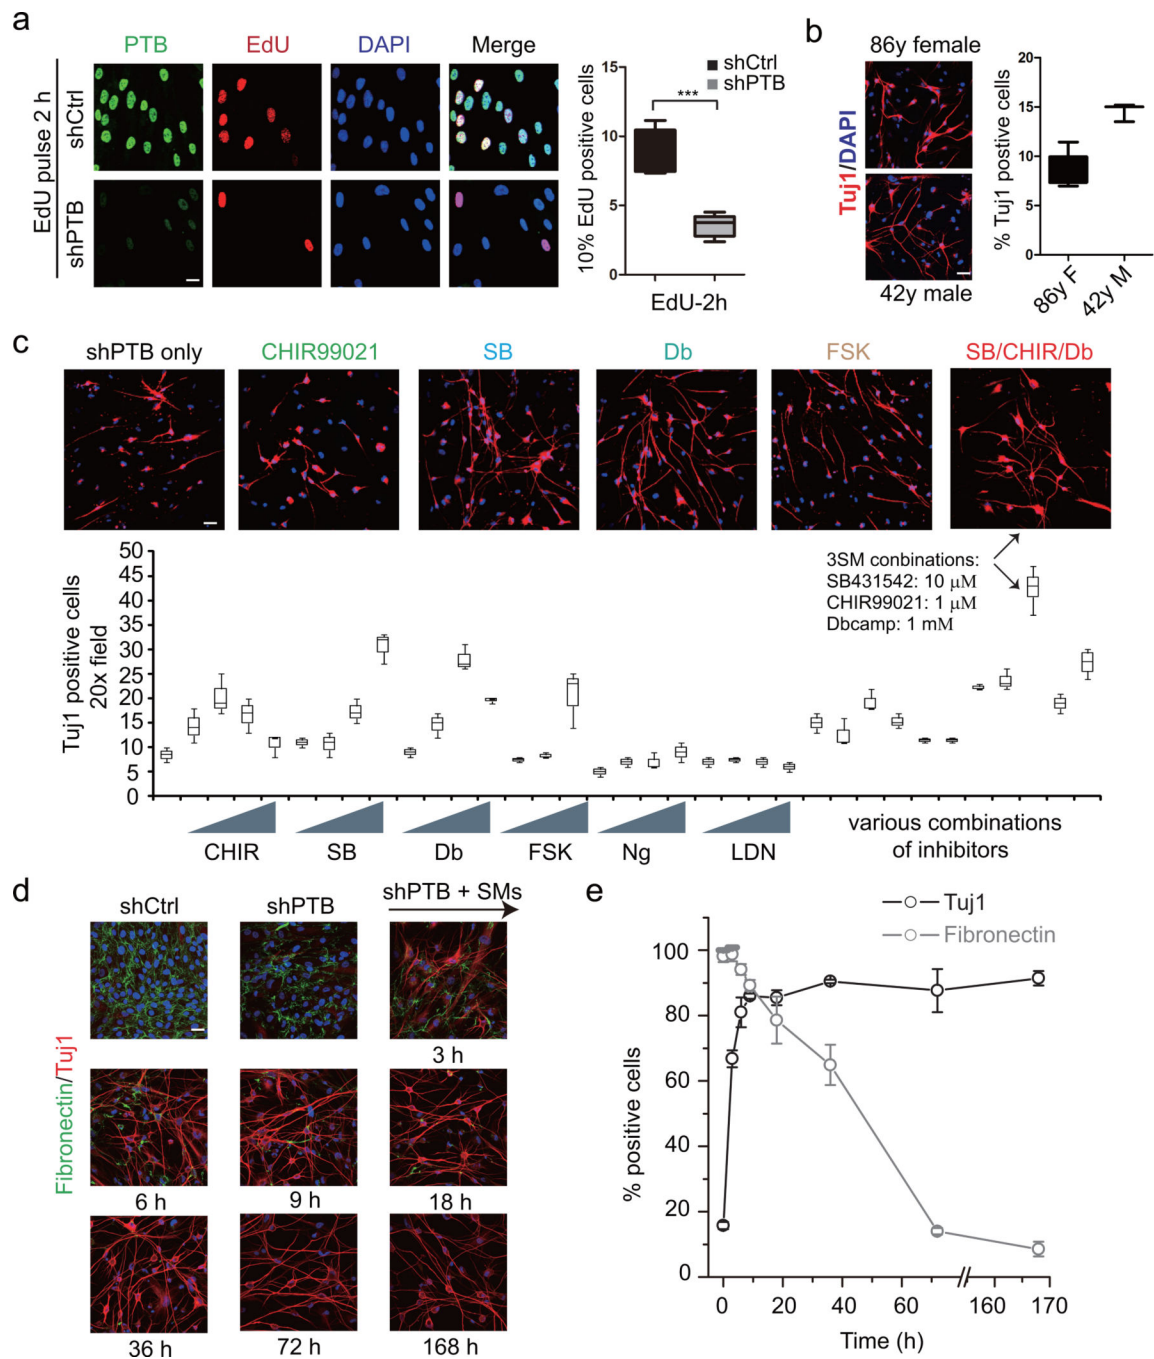 a
PTB EdU DAPI Merge
EdU pulse 2 h
shCtrl
shPTB
10% EdU positive cells
15
10
5
0
shCtrl
shPTB
***
EdU-2h
b
86y female
Tuj1/DAPI
42y male
% Tuj1 postive cells
20
15
10
5
0
86y F
42y M
c
shPTB only CHIR99021 SB Db FSK SB/CHIR/Db
Tuj1 positive cells
20x field
50
45
40
35
30
25
20
15
10
5
0
3SM conbinations:
SB431542: 10 μM
CHIR99021: 1 μM
Dbcamp: 1 mM
CHIR SB Db FSK Ng LDN
various combinations
of inhibitors
d
shCtrl shPTB shPTB + SMs
Fibronectin/Tuj1
3 h
6 h 9 h 18 h
36 h 72 h 168 h
e
Tuj1
Fibronectin
% positive cells
100
80
60
40
20
0
0 20 40 60 160 170
Time (h)